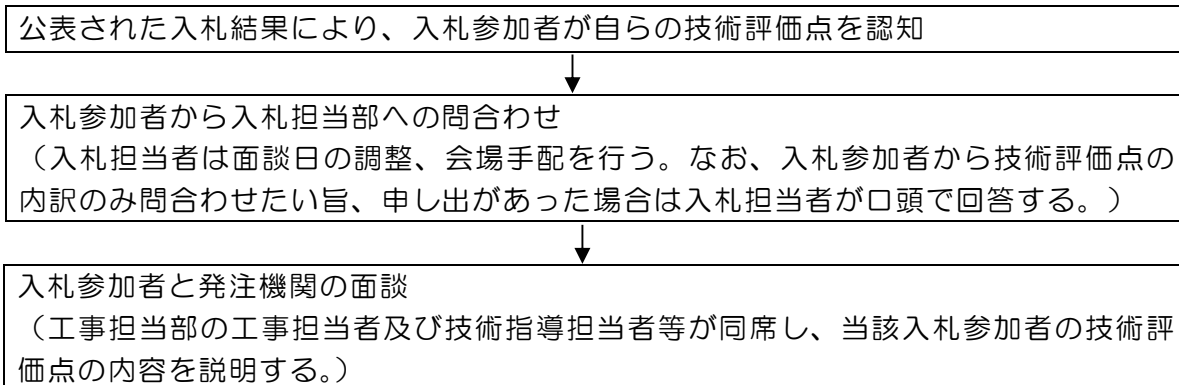 公表された入札結果により、入札参加者が自らの技術評価点を認知
入札参加者から入札担当部への問合わせ
（入札担当者は面談日の調整、会場手配を行う。なお、入札参加者から技術評価点の
内訳のみ問合わせたい旨、申し出があった場合は入札担当者が口頭で回答する。）
入札参加者と発注機関の面談
（工事担当部の工事担当者及び技術指導担当者等が同席し、当該入札参加者の技術評
価点の内容を説明する。）